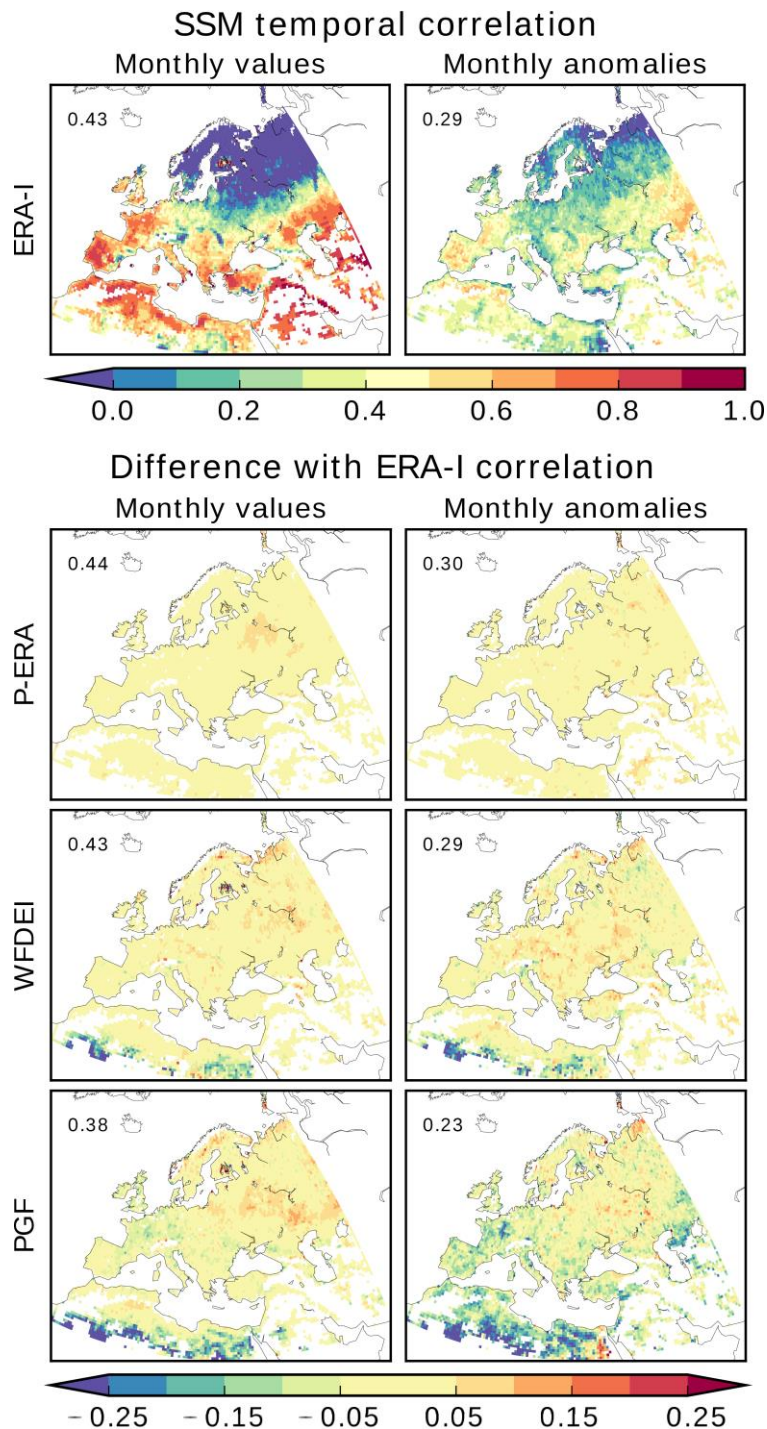 SSM temporal correlation
Monthly values Monthly anomalies
ERA-I
0.43 0.29
0.0 0.2 0.4 0.6 0.8 1.0
Difference with ERA-I correlation
Monthly values Monthly anomalies
P-ERA
0.44 0.30
WFDEI
0.43 0.29
PGF
0.38 0.23
−0.25 −0.15 −0.05 0.05 0.15 0.25